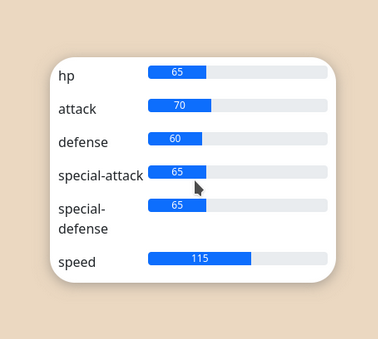 hp 65
attack 70
defense 60
special-attack 65
special- 65
defense
speed 115